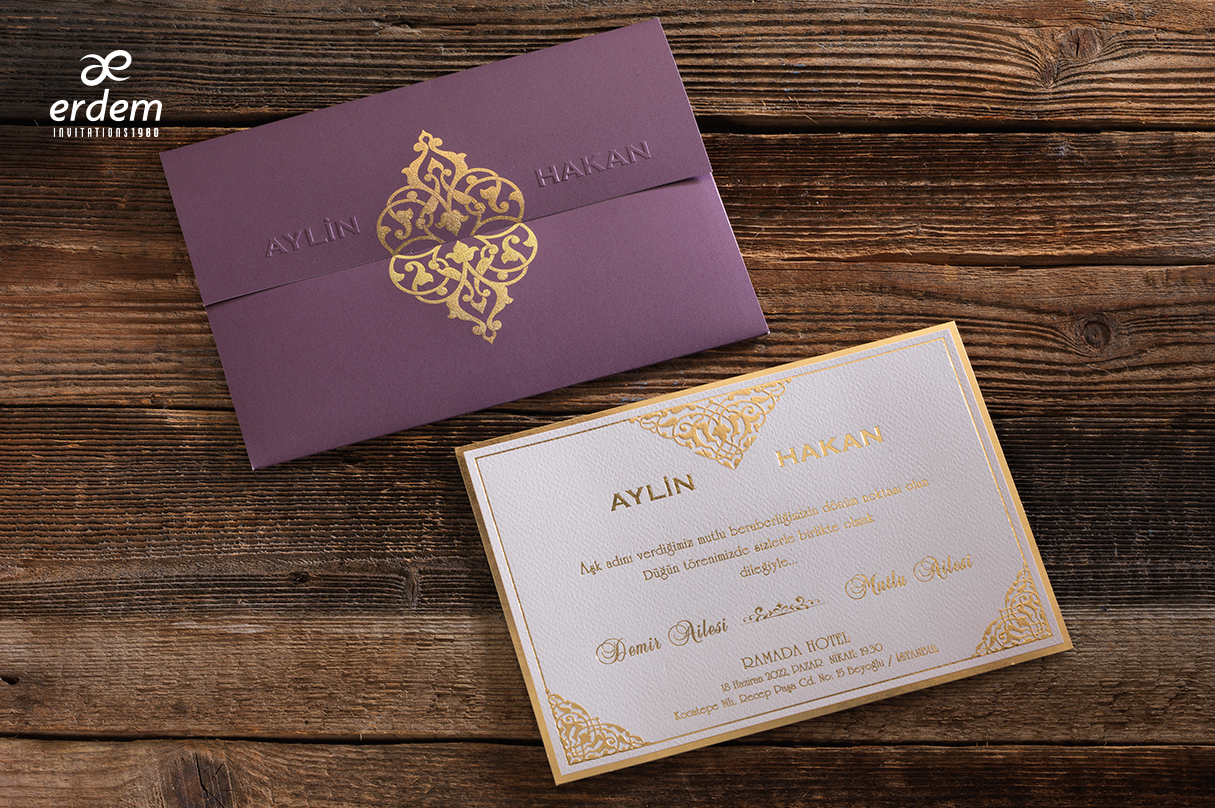 erdem
INVITATIONS1980
AYLİN
HAKAN
AYLİN
HAKAN
Aşk adını verdiğimiz mutlu beraberliğimizin dönüm noktası olan
Düğün törenimizde sizlerle birlikte olmak
dileğiyle...
Demir Ailesi
Mutlu Ailesi
RAMADA HOTEL
18 Haziran 2022, PAZAR NİKAH: 19.30
Kocatepe Mh. Recep Paşa Cd. No: 15 Beyoğlu / İSTANBUL